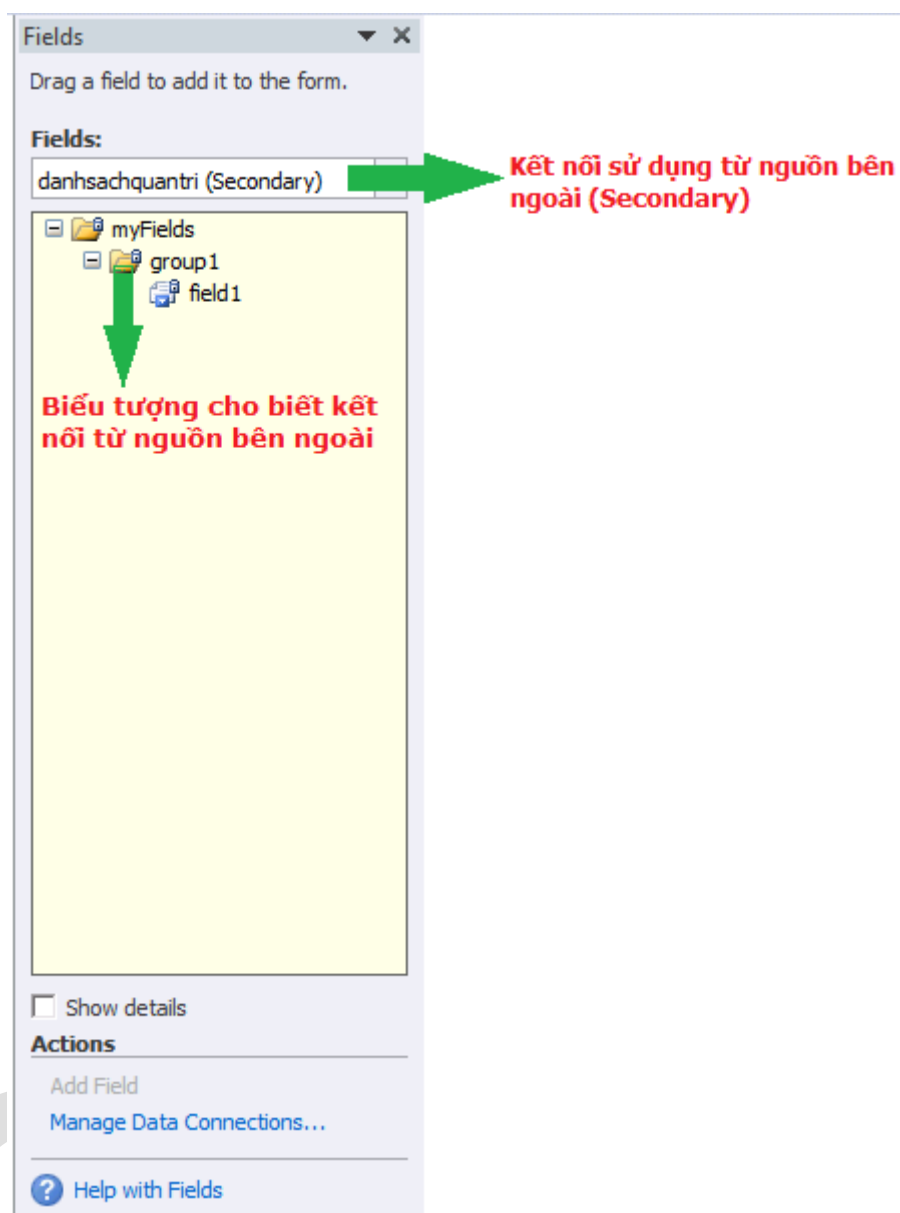 Fields
Drag a field to add it to the form.
Fields:
danhsachquantri (Secondary)
Kết nối sử dụng từ nguồn bên
ngoài (Secondary)
myFields
group1
field1
Biểu tượng cho biết kết
nối từ nguồn bên ngoài
Show details
Actions
Add Field
Manage Data Connections...
Help with Fields